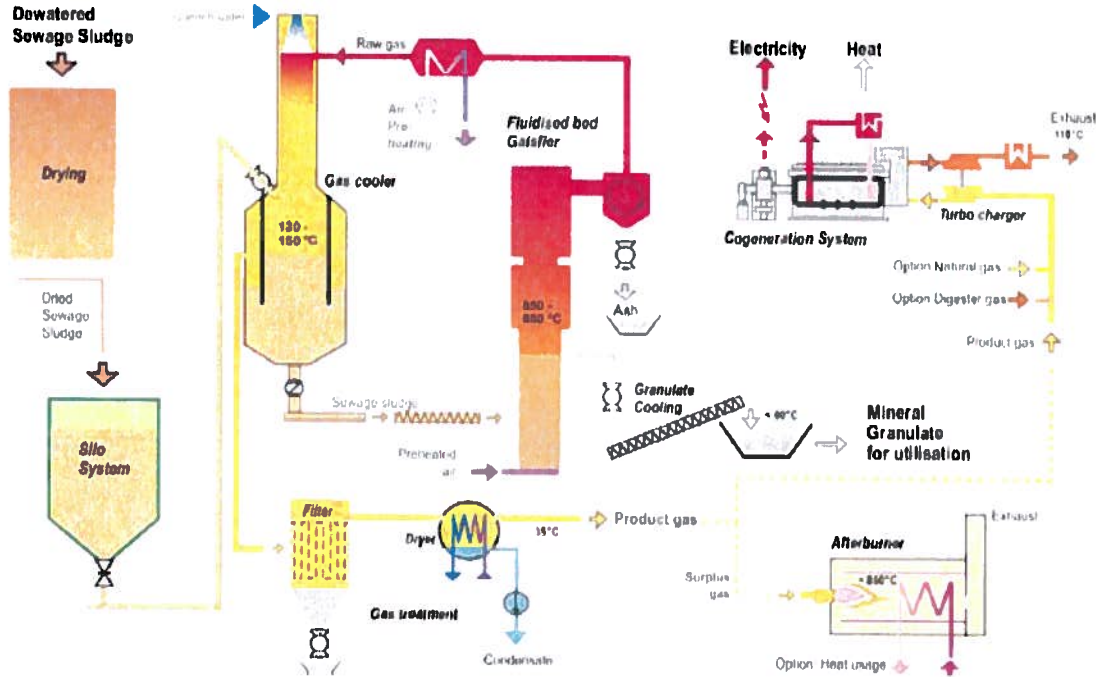 Dewatered
Sewage Sludge
Drying
Dried
Sewage
Sludge
Silo
System
Raw gas
Air
Pre
heating
Gas cooler
130 -
150 °C
Fluidised bed
Gasifier
Ash
Sewage sludge
Preheated
air
Granulate
Cooling
Mineral
Granulate
for utilisation
Electricity
Heat
Exhaust
110°C
Turbo charger
Cogeneration System
Option Natural gas
Option Digester gas
Product gas
Filter
Dryer
Product gas
Gas treatment
Condensate
Afterburner
Exhaust
Surplus
gas
Option Heat usage